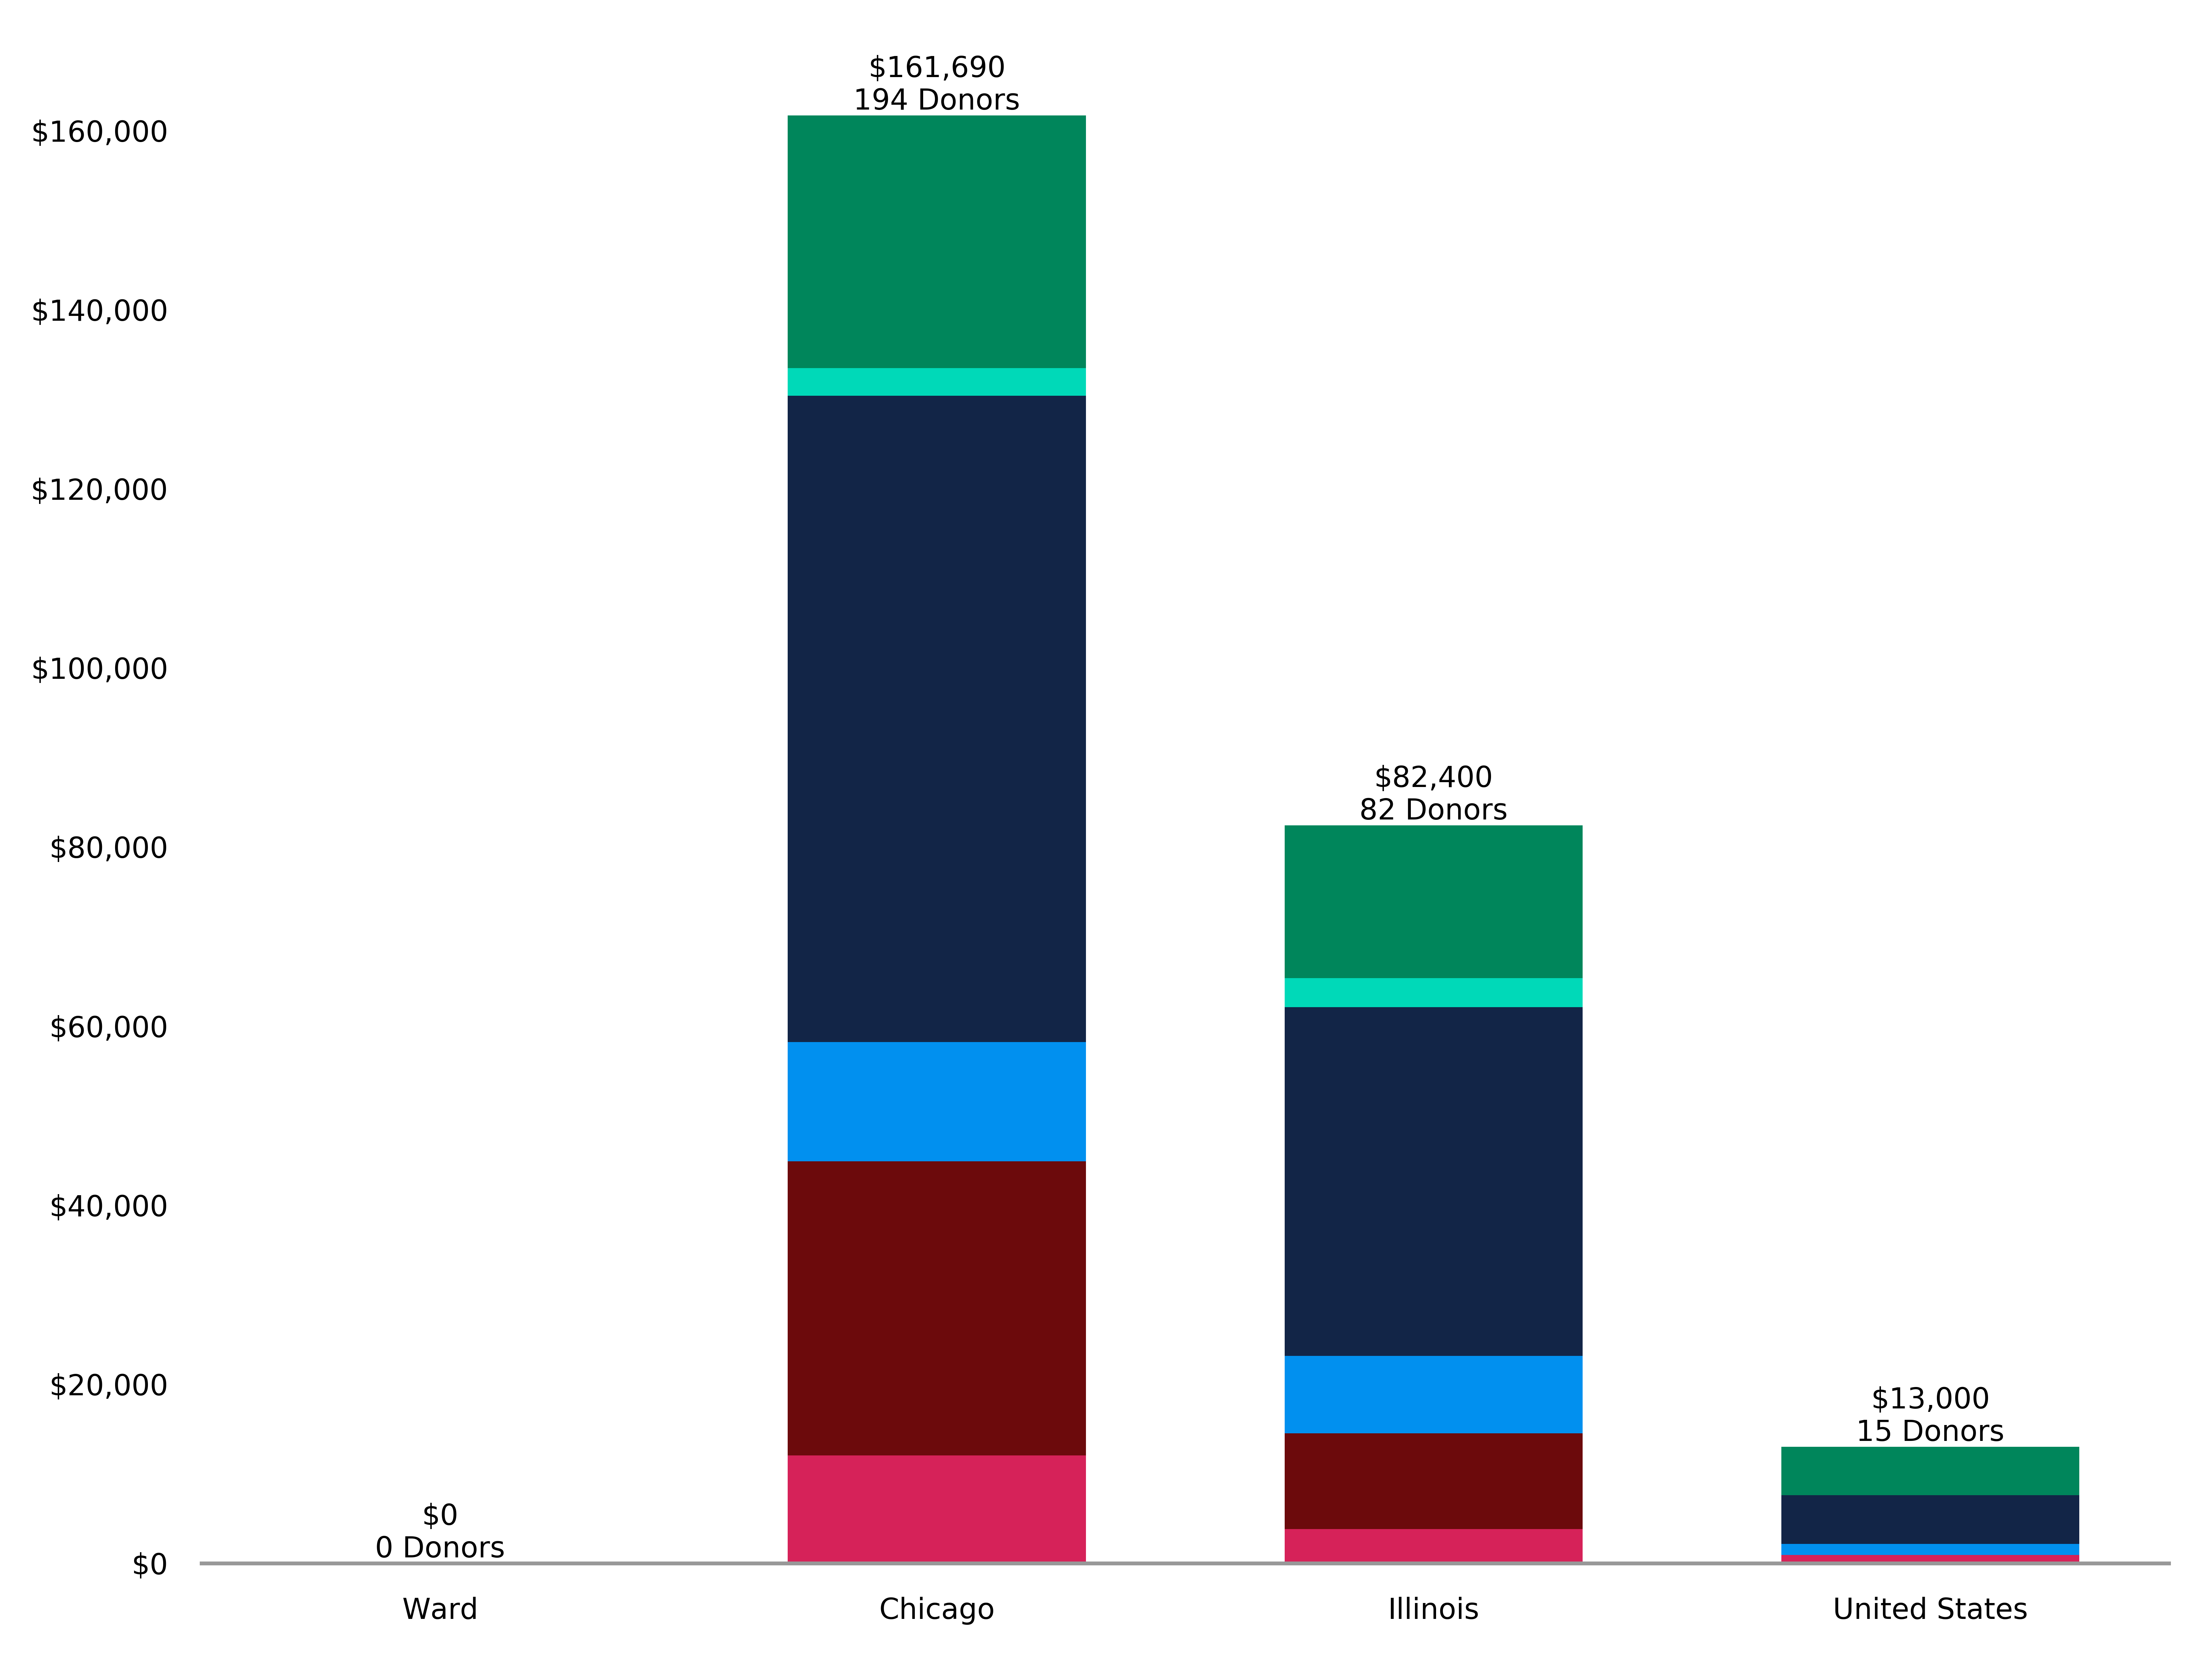 $161,690
194 Donors
$160,000
$140,000
$120,000
$100,000
$82,400
82 Donors
$80,000
$60,000
$40,000
$20,000
$13,000
15 Donors
$0
0 Donors
$0
Ward
Chicago
Illinois
United States